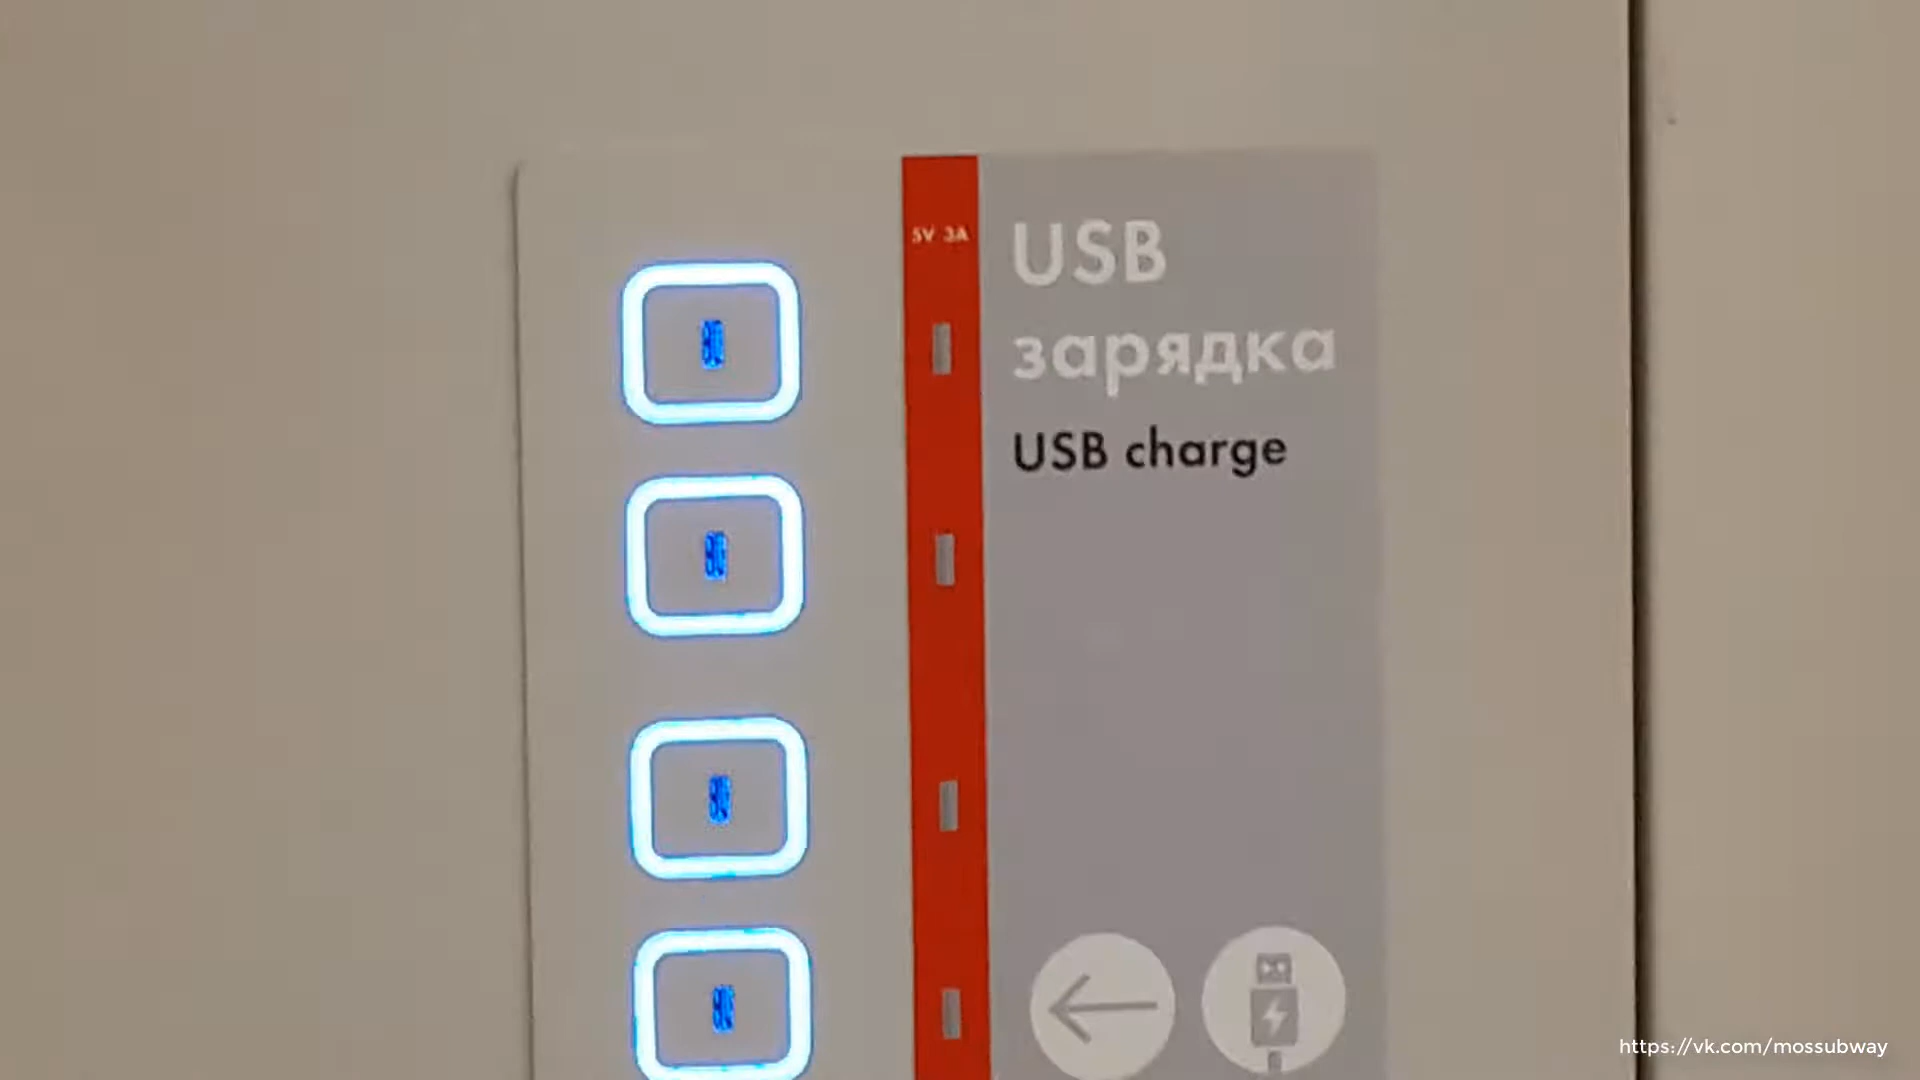 5V 3A
USB
зарядка
USB charge
https://vk.com/mossubway